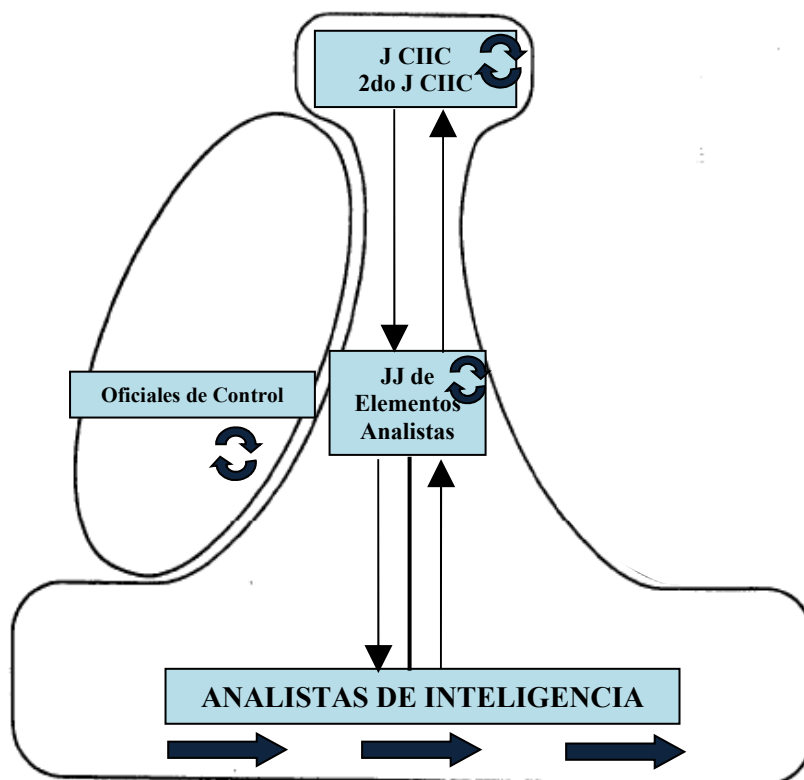 J CIIC
2do J CIIC
Oficiales de Control
JJ de
Elementos
Analistas
ANALISTAS DE INTELIGENCIA